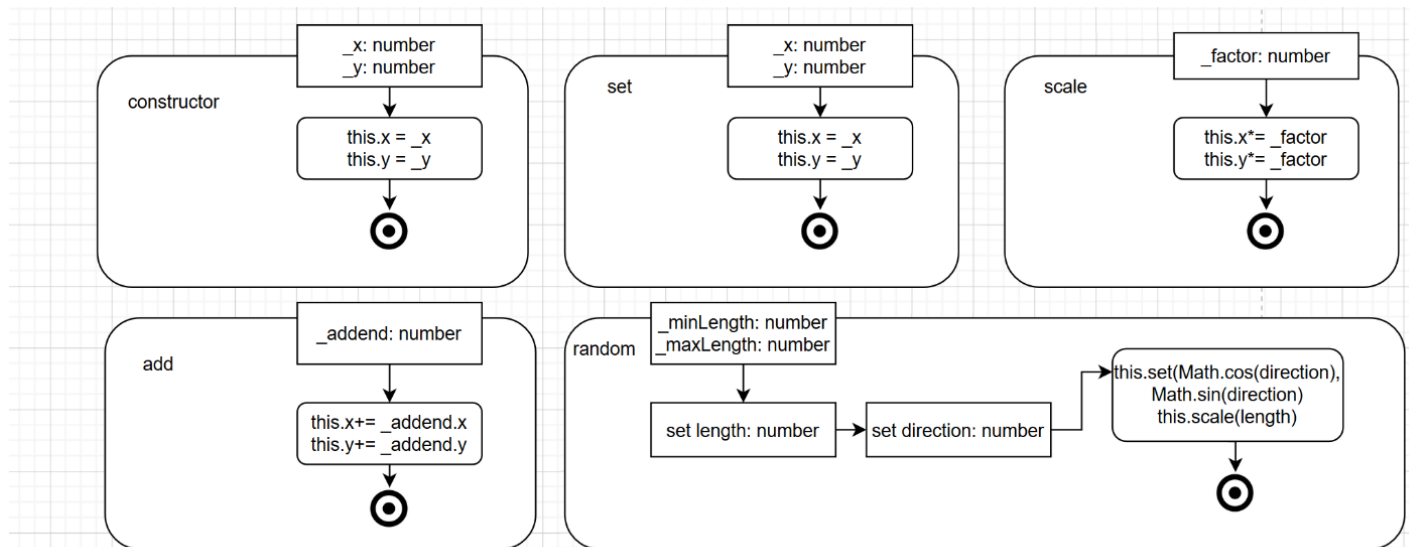 constructor
_x: number
_y: number
this.x = _x
this.y = _y
set
_x: number
_y: number
this.x = _x
this.y = _y
scale
_factor: number
this.x*= _factor
this.y*= _factor
add
_addend: number
this.x+= _addend.x
this.y+= _addend.y
random
_minLength: number
_maxLength: number
set length: number
set direction: number
this.set(Math.cos(direction),
Math.sin(direction)
this.scale(length)